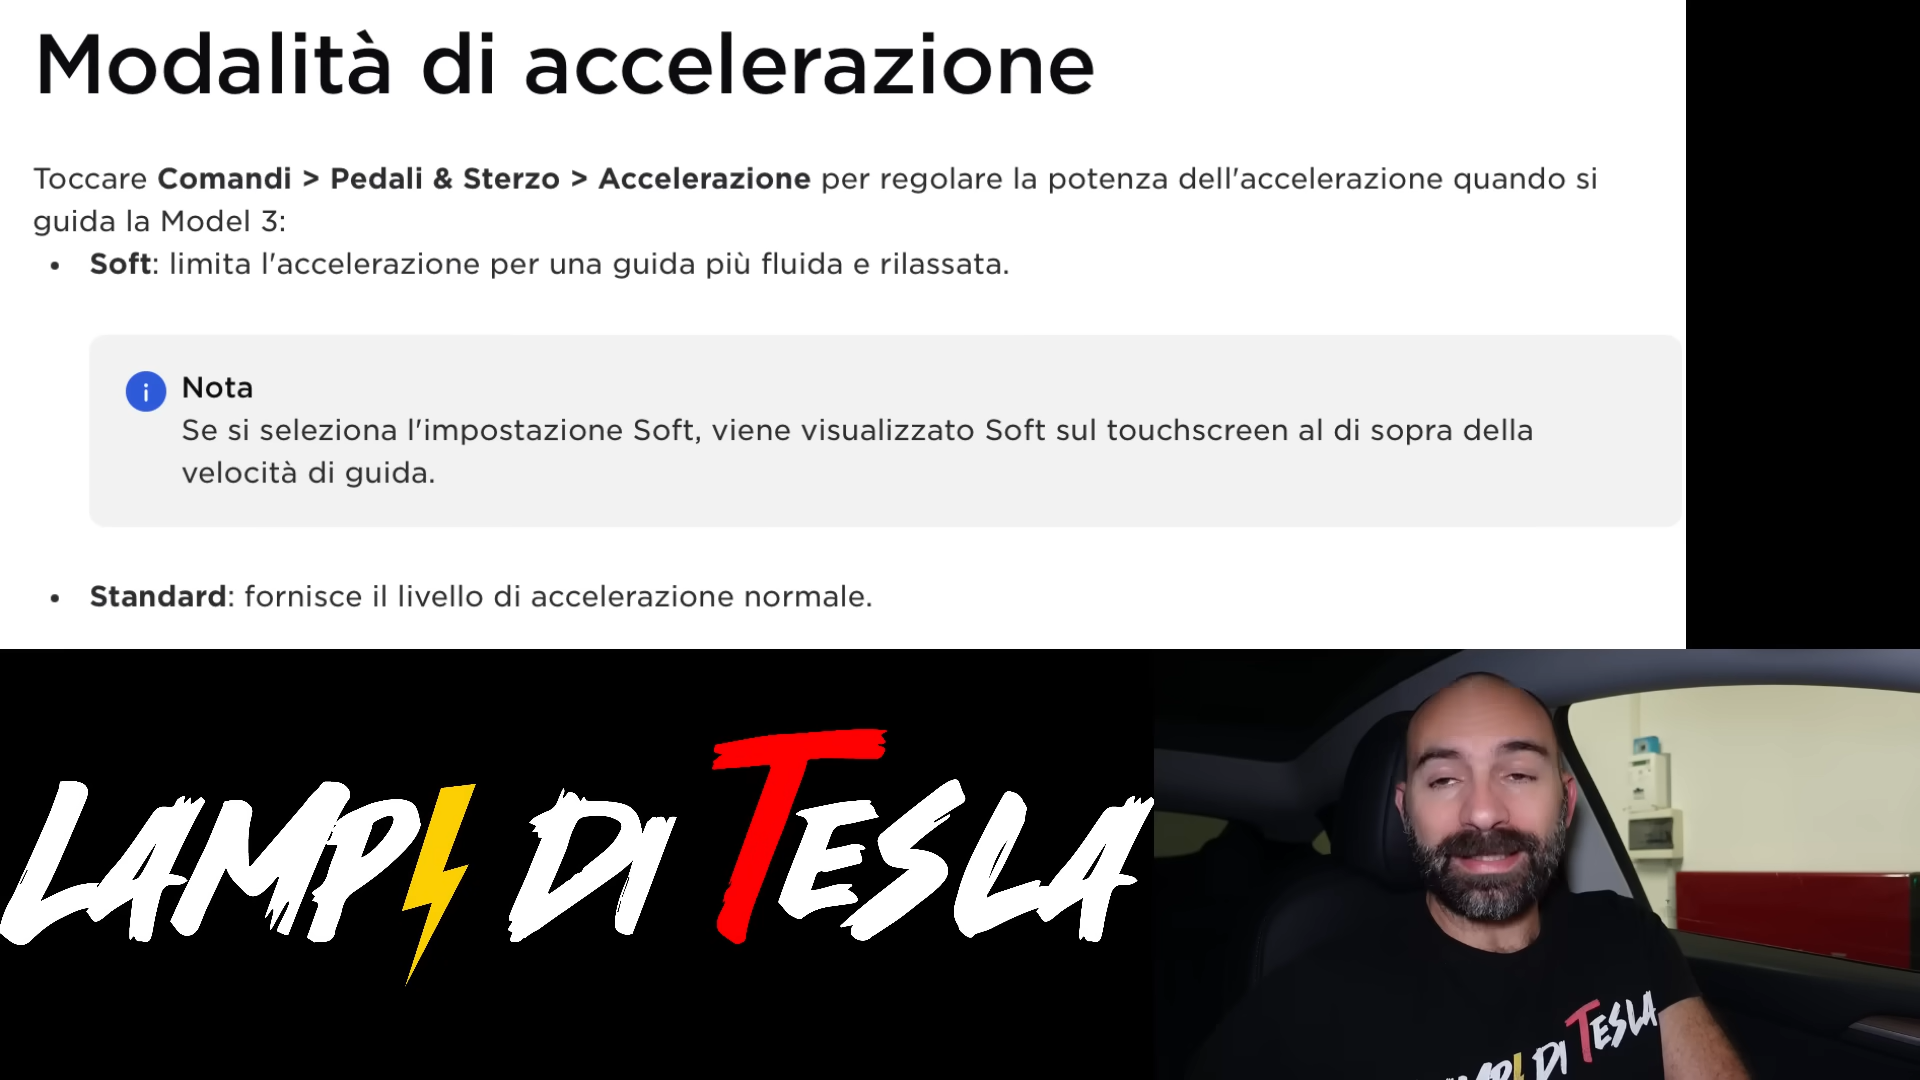 Modalità di accelerazione
Toccare Comandi > Pedali & Sterzo > Accelerazione per regolare la potenza dell'accelerazione quando si
guida la Model 3:
• Soft: limita l'accelerazione per una guida più fluida e rilassata.
Nota
Se si seleziona l'impostazione Soft, viene visualizzato Soft sul touchscreen al di sopra della
velocità di guida.
• Standard: fornisce il livello di accelerazione normale.
LAMPI DI TESLA
LAMPI DI TESLA